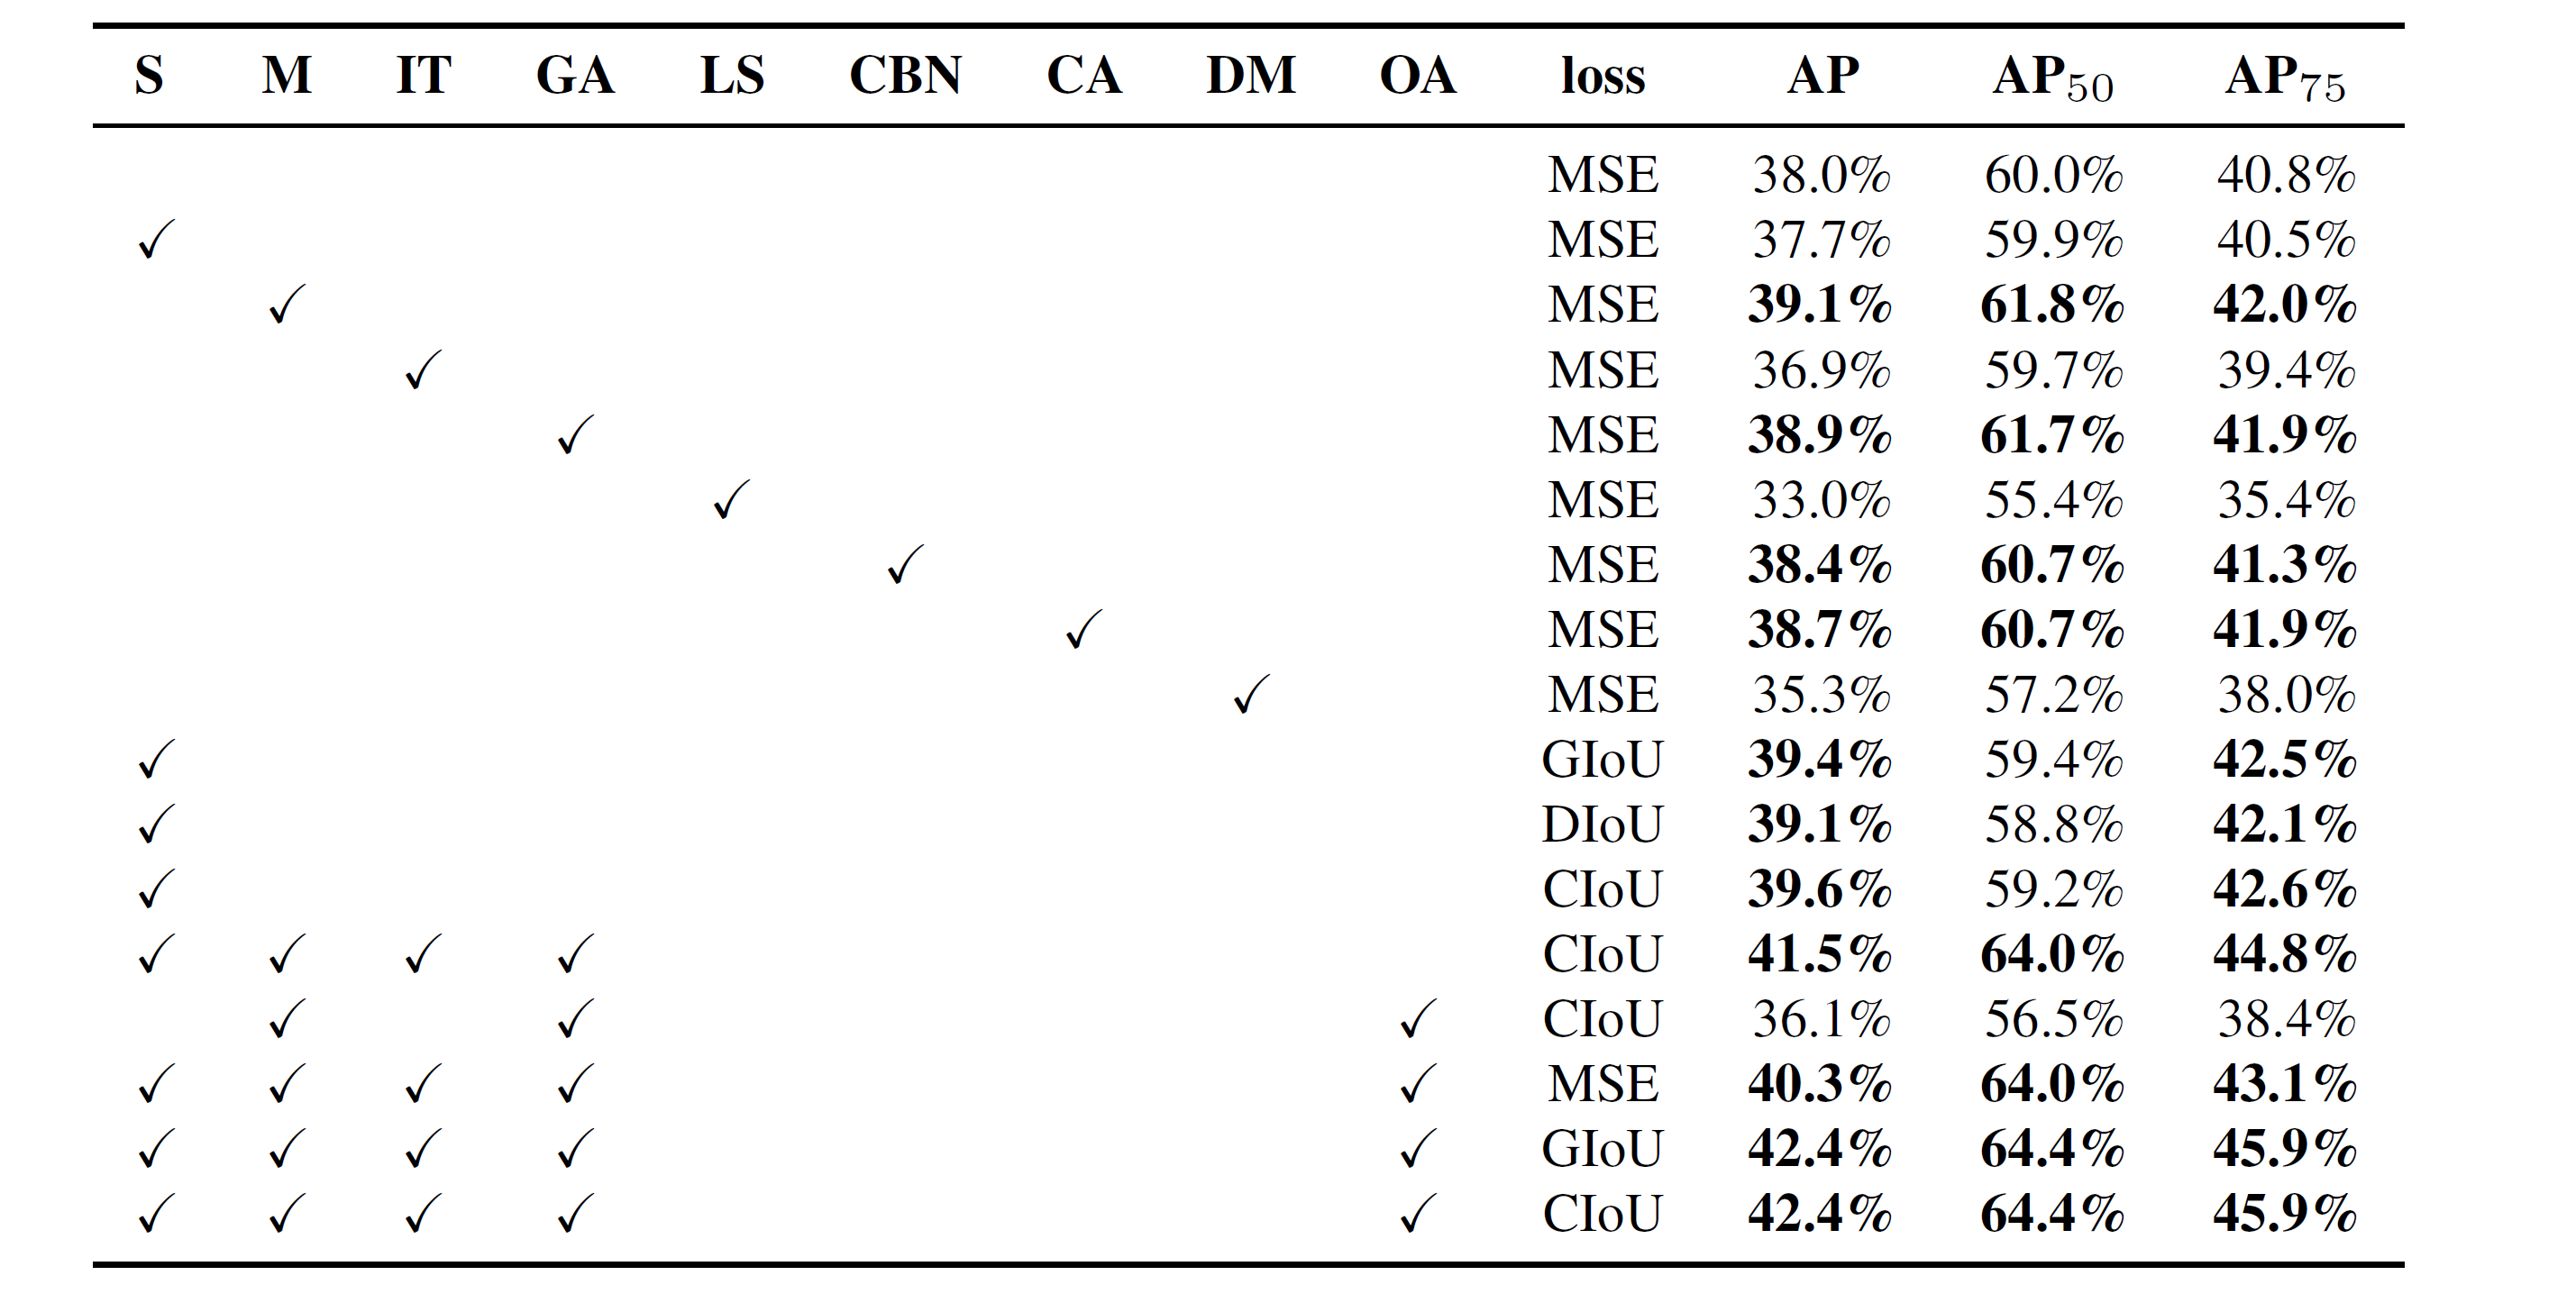 S M IT GA LS CBN CA DM OA loss AP AP50 AP75
MSE 38.0% 60.0% 40.8%
✓ MSE 37.7% 59.9% 40.5%
✓ MSE 39.1% 61.8% 42.0%
✓ MSE 36.9% 59.7% 39.4%
✓ MSE 38.9% 61.7% 41.9%
✓ MSE 33.0% 55.4% 35.4%
✓ MSE 38.4% 60.7% 41.3%
✓ MSE 38.7% 60.7% 41.9%
✓ MSE 35.3% 57.2% 38.0%
✓ GIoU 39.4% 59.4% 42.5%
✓ DIoU 39.1% 58.8% 42.1%
✓ CIoU 39.6% 59.2% 42.6%
✓ ✓ ✓ ✓ CIoU 41.5% 64.0% 44.8%
✓ ✓ ✓ CIoU 36.1% 56.5% 38.4%
✓ ✓ ✓ ✓ ✓ MSE 40.3% 64.0% 43.1%
✓ ✓ ✓ ✓ ✓ GIoU 42.4% 64.4% 45.9%
✓ ✓ ✓ ✓ ✓ CIoU 42.4% 64.4% 45.9%